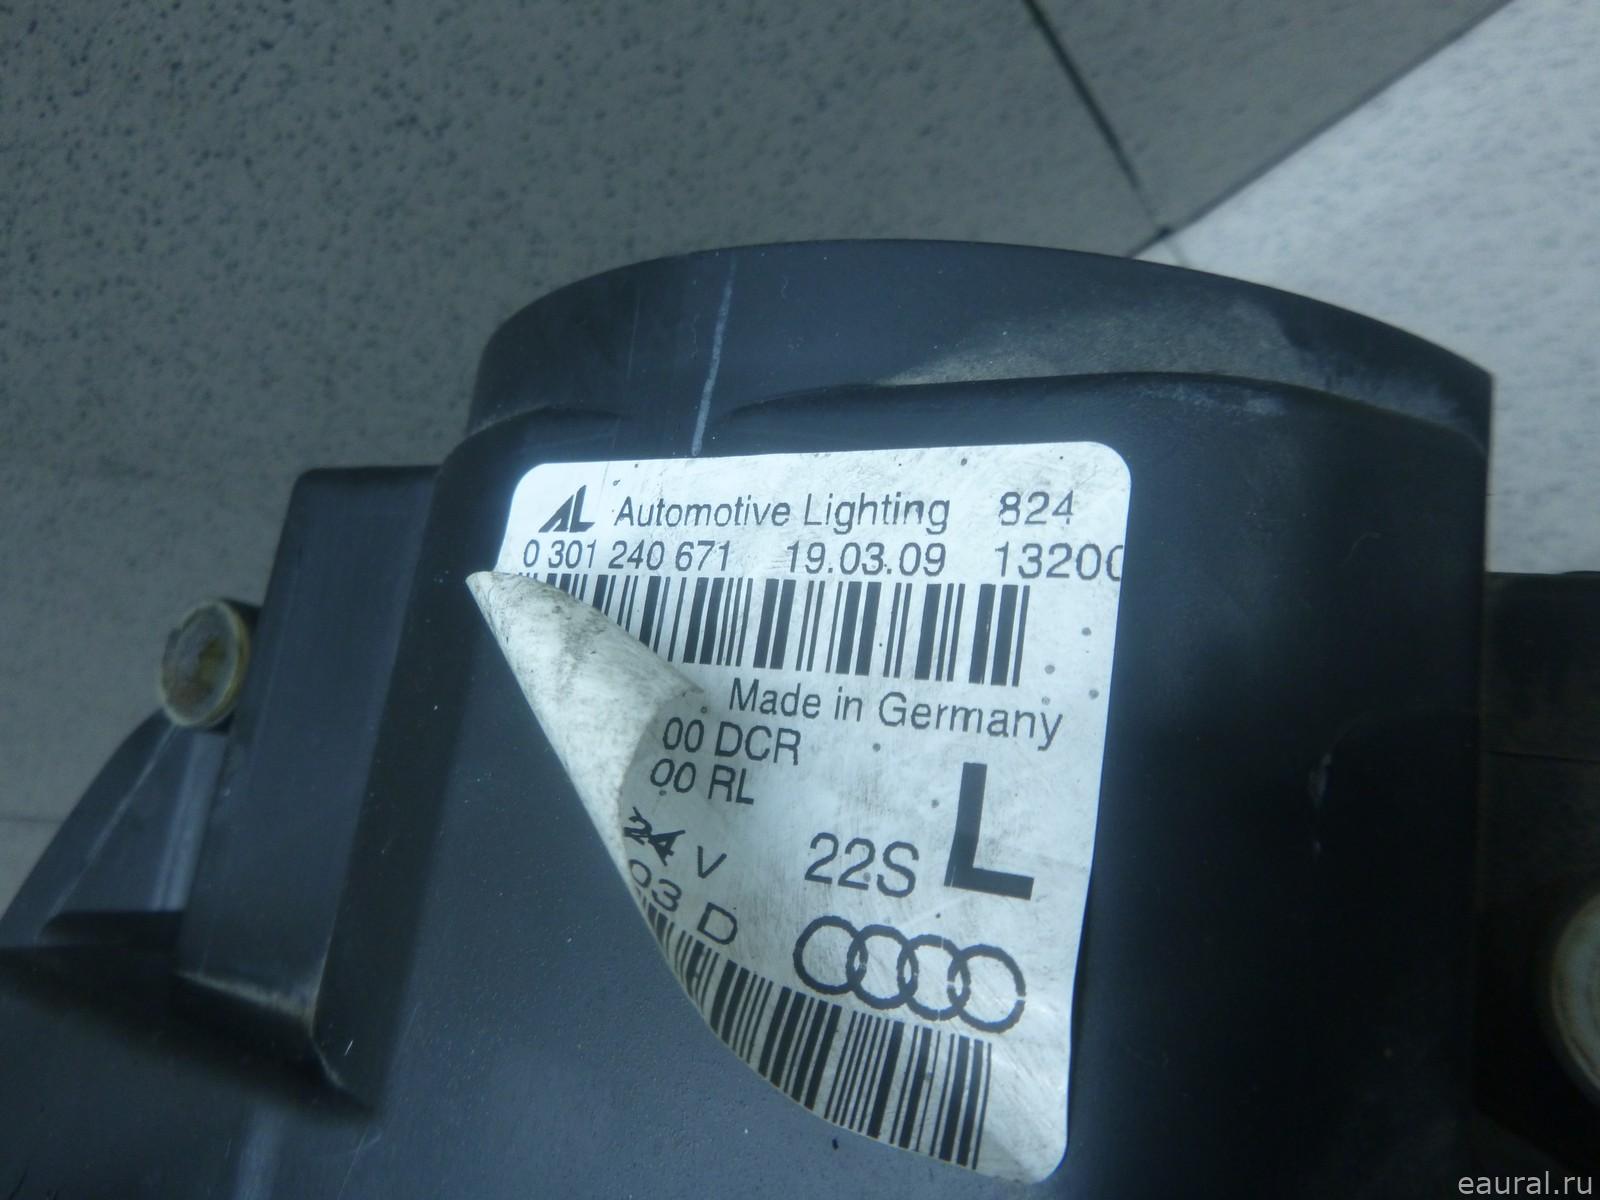 AL Automotive Lighting 824
0 301 240 671 19.03.09 1320
Made in Germany
00 DCR
00 RL
24 V
22S L
03 D
eaural.ru